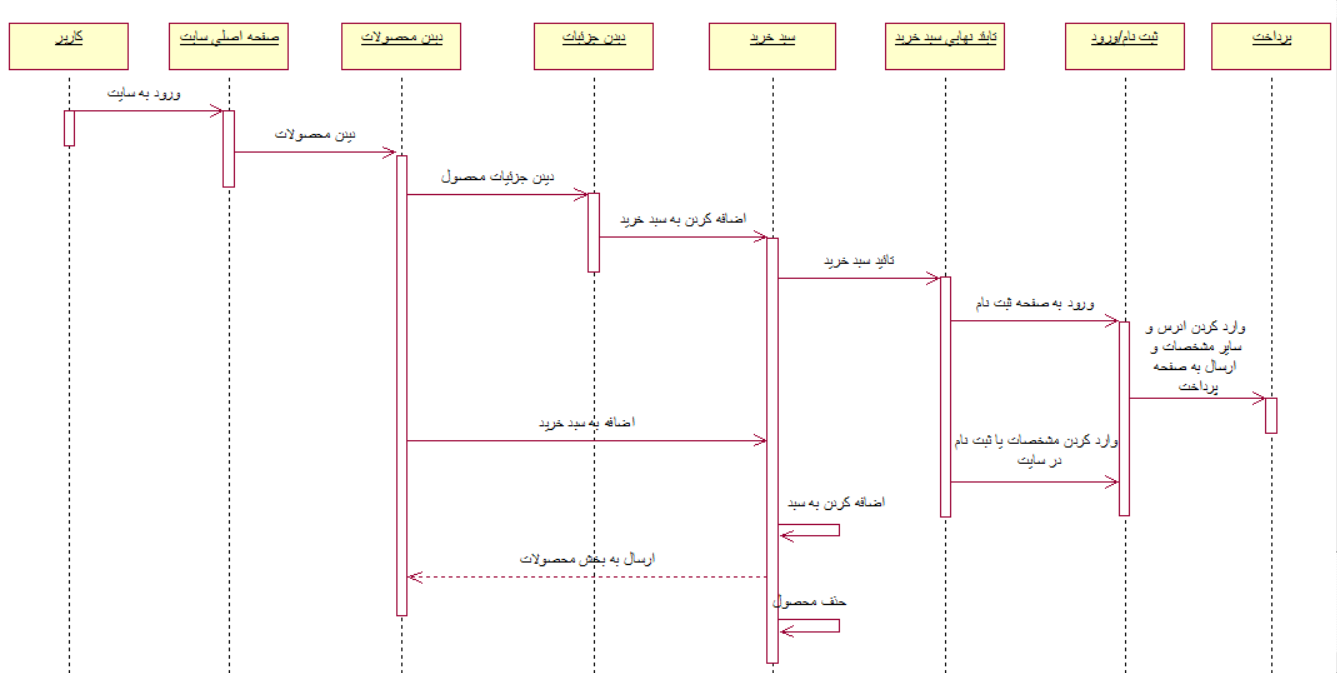 کاربر
صفحه اصلی سایت
دیدن محصولات
دیدن جزئیات
سبد خرید
تائد نهایی سبد خرید
ثبت نام/ورود
پرداخت
ورود به سایت
دیدن محصولات
دیدن جزئیات محصول
اضافه کردن به سبد خرید
تائید سبد خرید
ورود به صفحه ثبت نام
وارد کردن ادرس و
سایر مشخصات و
ارسال به صفحه
پرداخت
اضافه به سبد خرید
وارد کردن مشخصات یا ثبت نام
در سایت
اضافه کردن به سبد
ارسال به بخش محصولات
حذف محصول